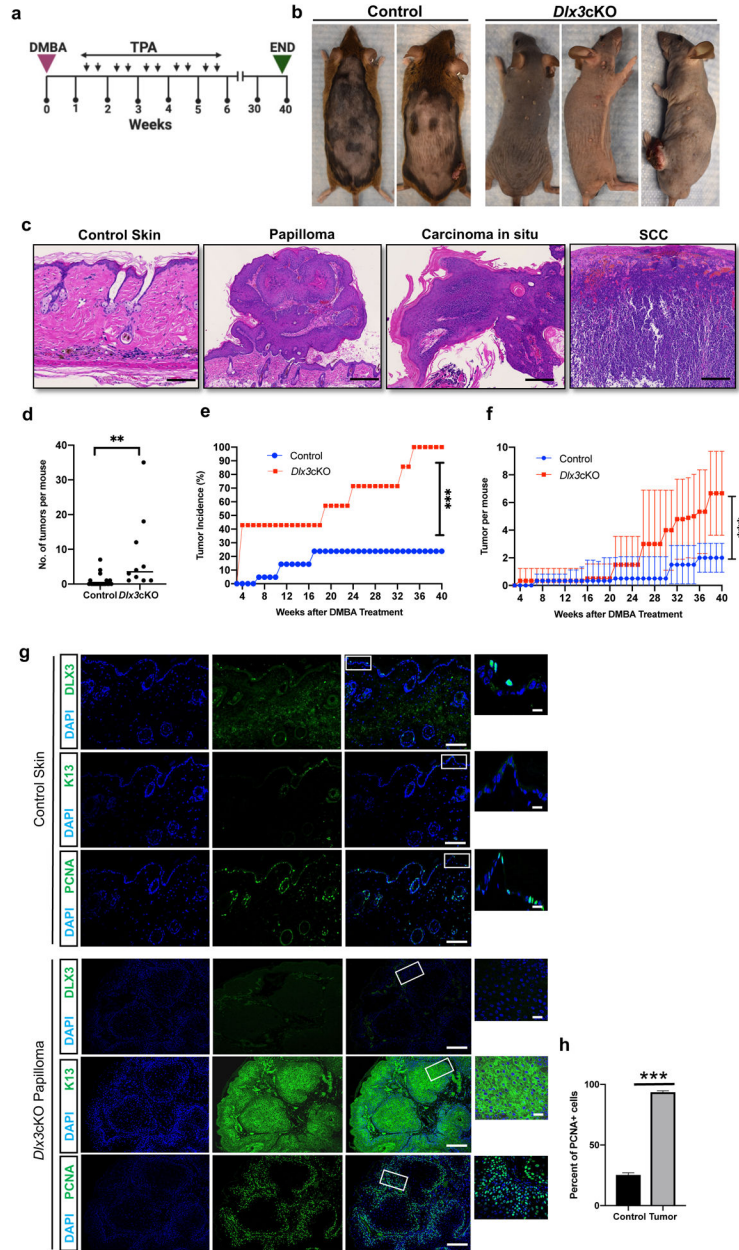 a
DMBA
TPA
END
0 1 2 3 4 5 6 30 40
Weeks
b
Control
Dlx3cKO
c
Control Skin
Papilloma
Carcinoma in situ
SCC
d
No. of tumors per mouse
40
30
20
10
0
**
Control Dlx3cKO
e
Tumor Incidence (%)
100
90
80
70
60
50
40
30
20
10
0
Control
Dlx3cKO
***
4 8 12 16 20 24 28 32 36 40
Weeks after DMBA Treatment
f
Tumor per mouse
10
8
6
4
2
0
Control
Dlx3cKO
***
4 8 12 16 20 24 28 32 36 40
Weeks after DMBA Treatment
g
Control Skin
DAPI DLX3
DAPI K13
DAPI PCNA
Dlx3cKO Papilloma
DAPI DLX3
DAPI K13
DAPI PCNA
h
Percent of PCNA+ cells
100
50
0
***
Control Tumor